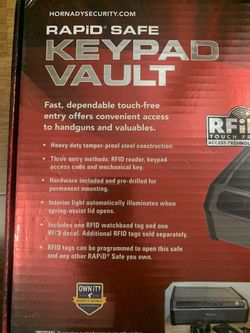 HORNADYSECURITY.COM
RAPiD® SAFE
KEYPAD
VAULT
Fast, dependable touch-free
entry offers convenient access
to handguns and valuables.
RFiD
TOUCH FREE
ACCESS TECHNOLOGY
• Heavy duty tamper-proof steel construction.
• Three entry methods: RFID reader, keypad
access code and mechanical key.
• Hardware included and pre-drilled for
permanent mounting.
• Interior light automatically illuminates when
spring-assist lid opens.
• Includes one RFID watchband tag and
one RFID decal. Additional RFID tags sold separately.
• RFID tags can be programmed to open this safe
and any other RAPiD® Safe you own.
OWN IT!